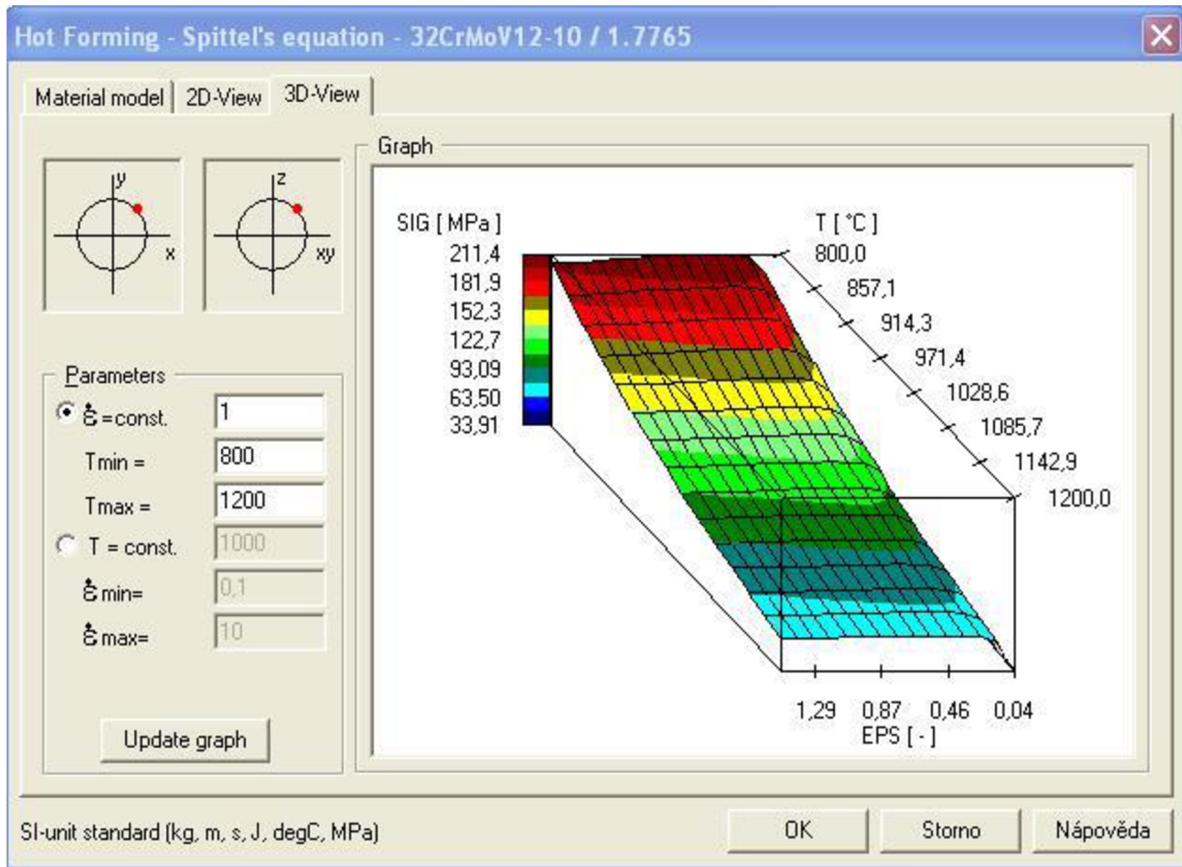 Hot Forming - Spittel's equation - 32CrMoV12-10 / 1.7765
Material model
2D-View
3D-View
y
x
z
xy
Parameters
ε̇ =const.
1
Tmin =
800
Tmax =
1200
T = const.
1000
ε̇ min=
0,1
ε̇ max=
10
Update graph
Graph
SIG [ MPa ]
211,4
181,9
152,3
122,7
93,09
63,50
33,91
T [ °C ]
800,0
857,1
914,3
971,4
1028,6
1085,7
1142,9
1200,0
1,29 0,87 0,46 0,04
EPS [ - ]
SI-unit standard (kg, m, s, J, degC, MPa)
OK
Storno
Nápověda